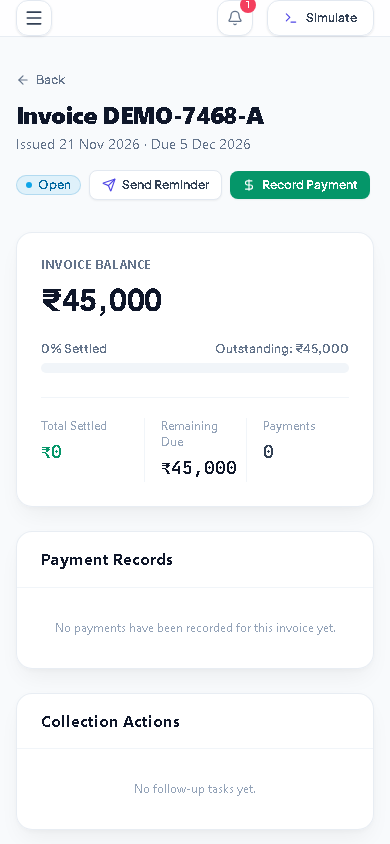 1
Simulate
Back
Invoice DEMO-7468-A
Issued 21 Nov 2026 · Due 5 Dec 2026
Open
Send Reminder
Record Payment
INVOICE BALANCE
₹45,000
0% Settled
Outstanding: ₹45,000
Total Settled
₹0
Remaining
Due
₹45,000
Payments
0
Payment Records
No payments have been recorded for this invoice yet.
Collection Actions
No follow-up tasks yet.